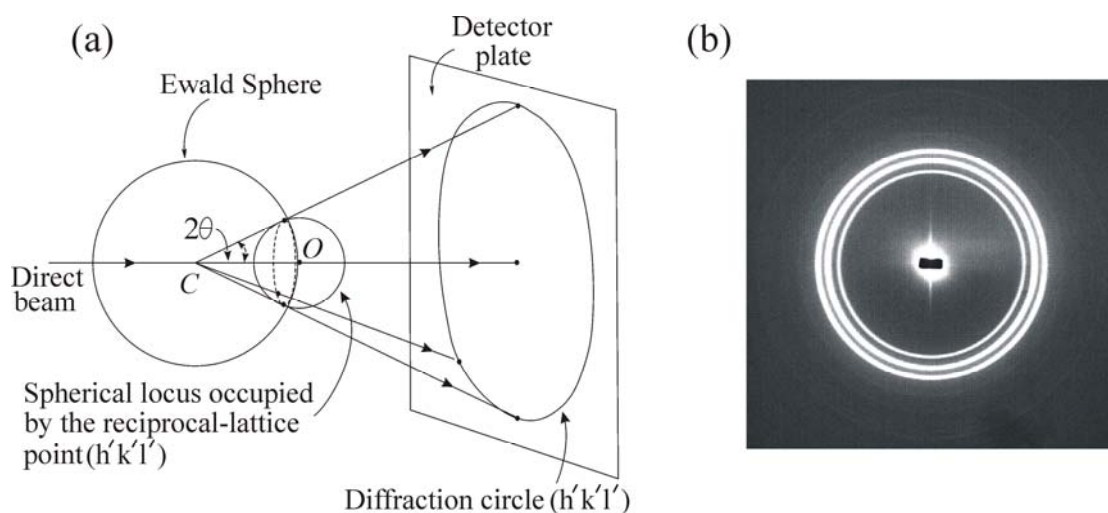 (a)
Detector
plate
(b)
Ewald Sphere
2θ
O
Direct
beam
C
Spherical locus occupied
by the reciprocal-lattice
point (h′k′l′)
Diffraction circle (h′k′l′)